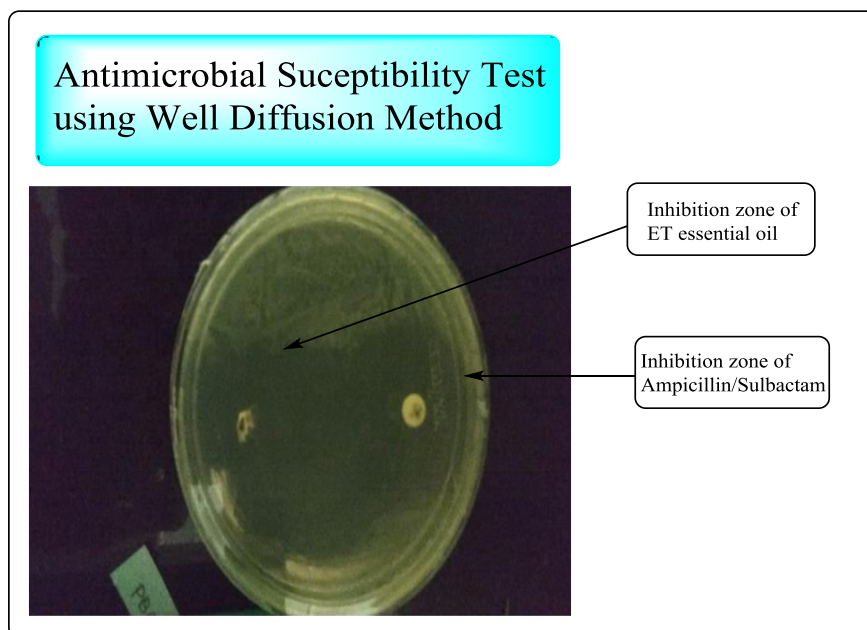 Antimicrobial Suceptibility Test
using Well Diffusion Method
Inhibition zone of
ET essential oil
Inhibition zone of
Ampicillin/Sulbactam